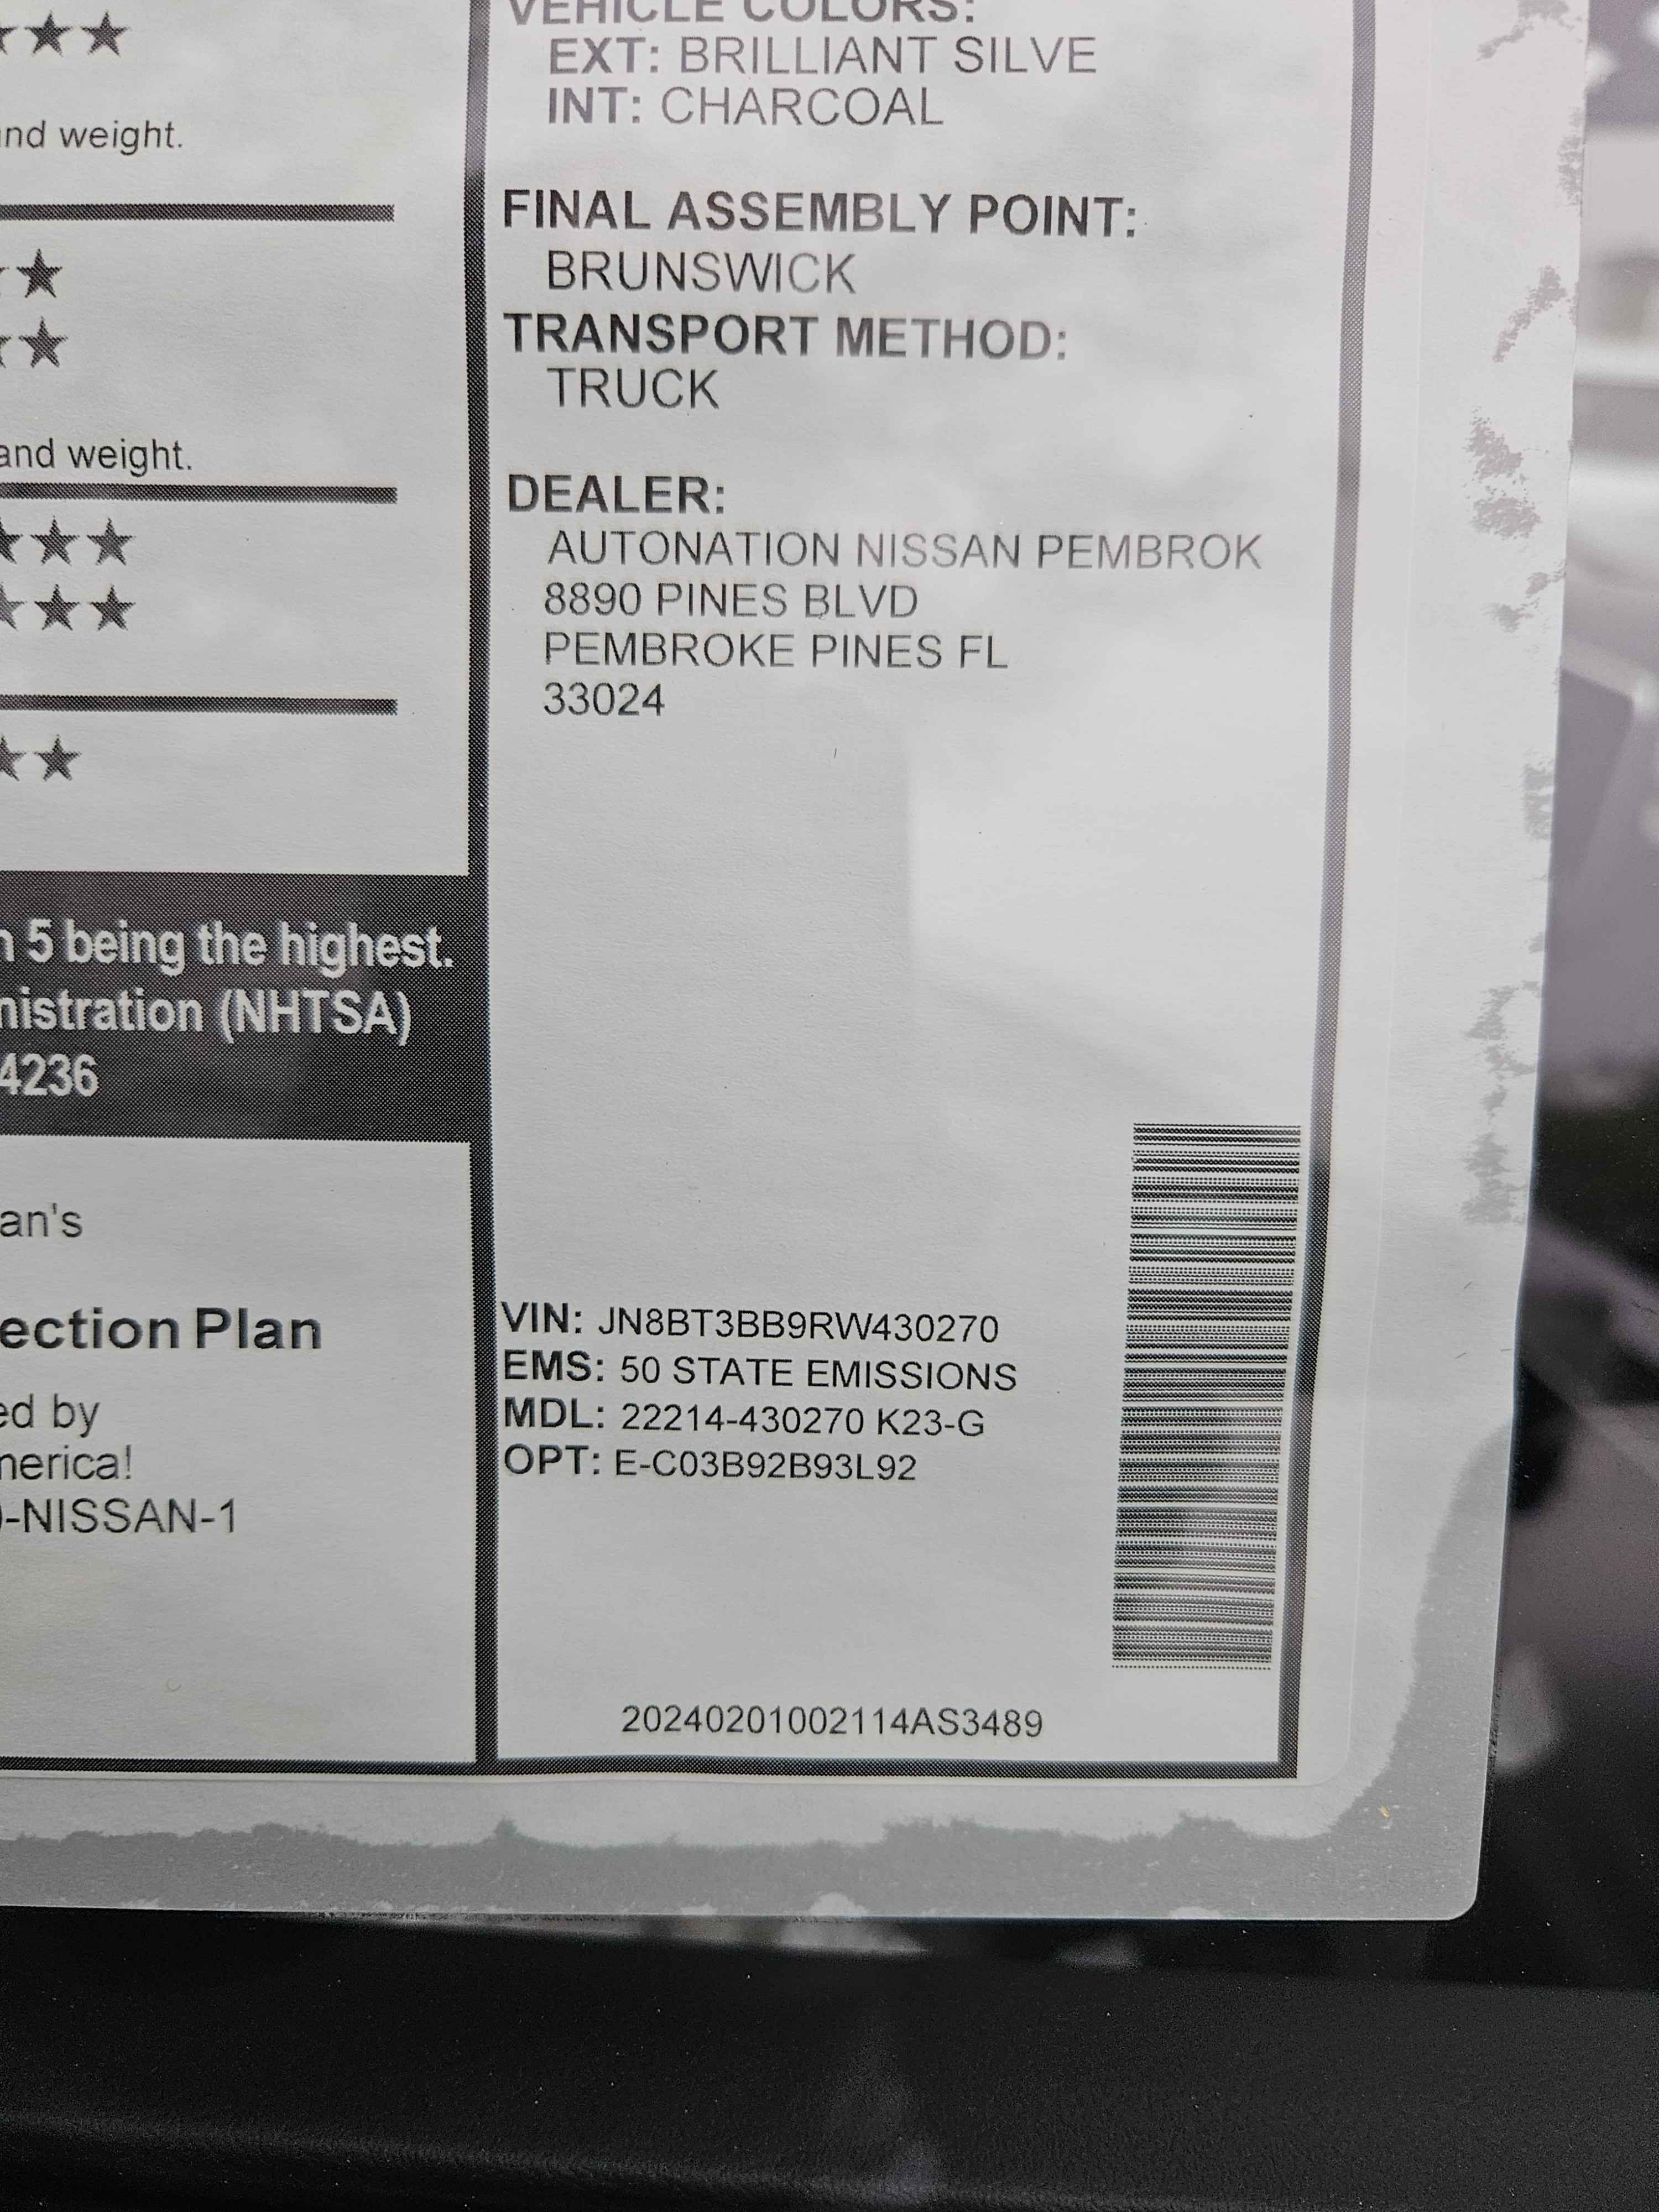 VEHICLE COLORS:
EXT: BRILLIANT SILVE
INT: CHARCOAL
FINAL ASSEMBLY POINT:
BRUNSWICK
TRANSPORT METHOD:
TRUCK
DEALER:
AUTONATION NISSAN PEMBROK
8890 PINES BLVD
PEMBROKE PINES FL
33024
VIN: JN8BT3BB9RW430270
EMS: 50 STATE EMISSIONS
MDL: 22214-430270 K23-G
OPT: E-C03B92B93L92
20240201002114AS3489
★★★
nd weight.
★
★★
and weight.
★★★
★★★
★★
5 being the highest.
nistration (NHTSA)
4236
an's
ection Plan
ed by
merica!
-NISSAN-1